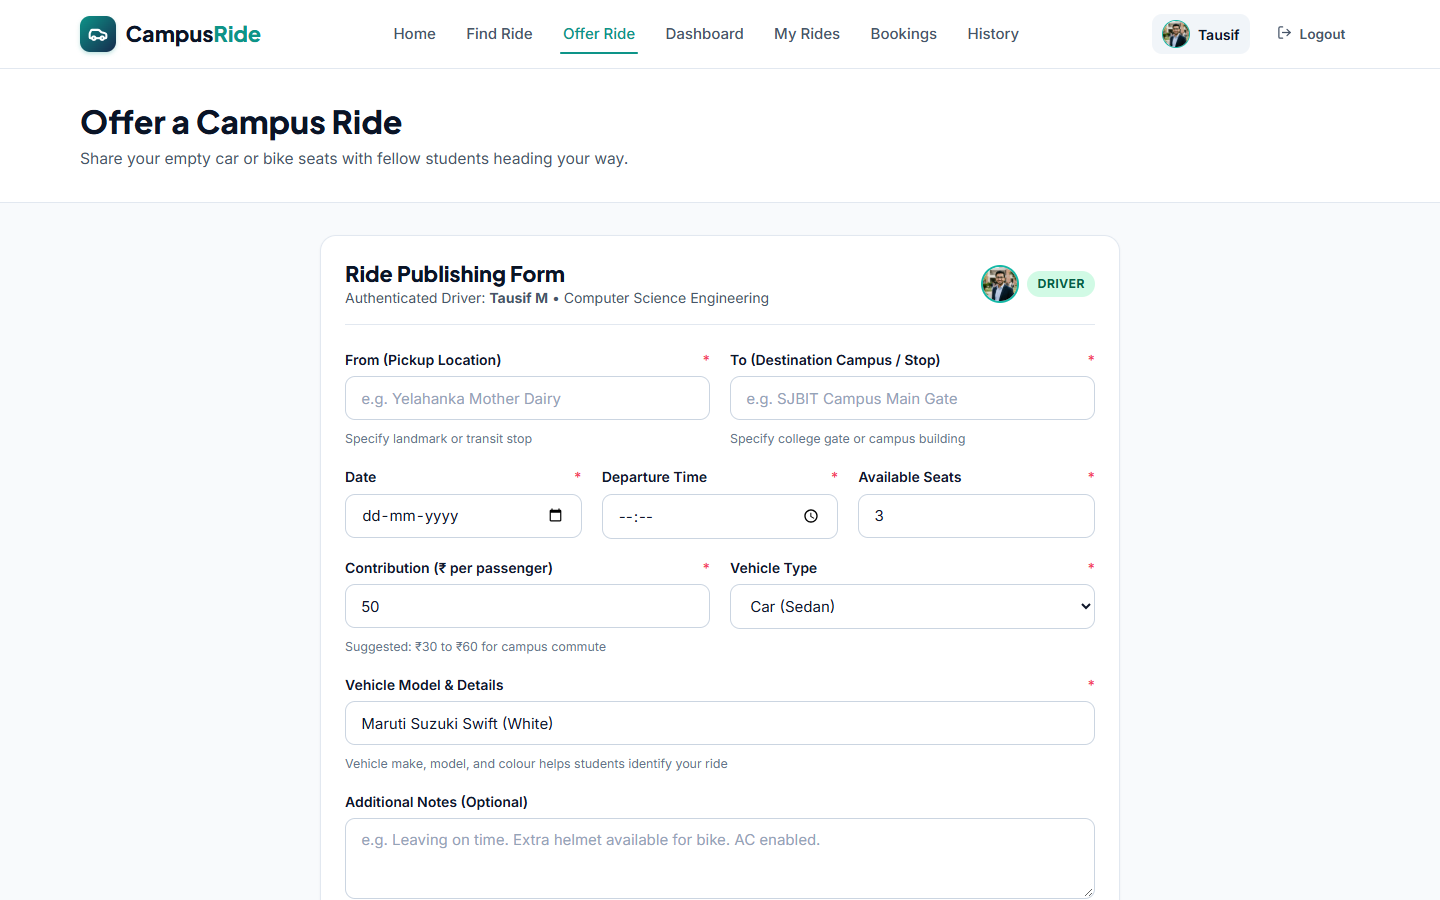 CampusRide
Home Find Ride Offer Ride Dashboard My Rides Bookings History
Tausif
Logout
Offer a Campus Ride
Share your empty car or bike seats with fellow students heading your way.
Ride Publishing Form
Authenticated Driver: Tausif M • Computer Science Engineering
DRIVER
From (Pickup Location) *
e.g. Yelahanka Mother Dairy
Specify landmark or transit stop
To (Destination Campus / Stop) *
e.g. SJBIT Campus Main Gate
Specify college gate or campus building
Date *
dd-mm-yyyy
Departure Time *
--:--
Available Seats *
3
Contribution (₹ per passenger) *
50
Suggested: ₹30 to ₹60 for campus commute
Vehicle Type *
Car (Sedan)
Vehicle Model & Details *
Maruti Suzuki Swift (White)
Vehicle make, model, and colour helps students identify your ride
Additional Notes (Optional)
e.g. Leaving on time. Extra helmet available for bike. AC enabled.